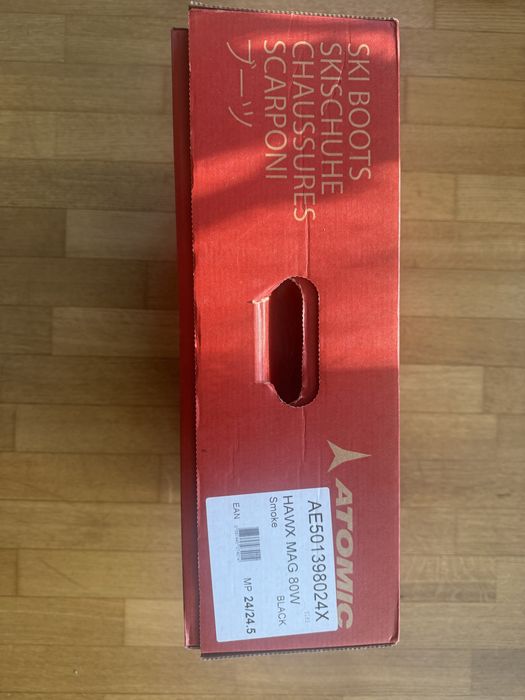 SKI BOOTS
SKISCHUHE
CHAUSSURES
SCARPONI
ブーツ
ATOMIC
AE501398024X
HAWX MAG 80W
Smoke
BLACK
EAN
MP 24/24.5